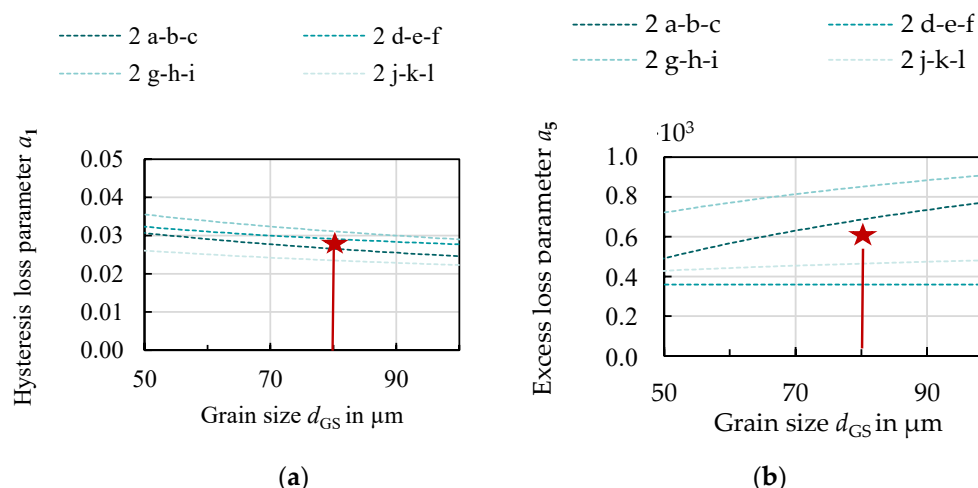 2 a-b-c
2 d-e-f
2 g-h-i
2 j-k-l
Hysteresis loss parameter a1
0.05
0.04
0.03
0.02
0.01
0.00
50
70
90
Grain size dGS in µm
(a)
2 a-b-c
2 d-e-f
2 g-h-i
2 j-k-l
Excess loss parameter a5
·10³
1.0
0.8
0.6
0.4
0.2
0.0
50
70
90
Grain size dGS in µm
(b)